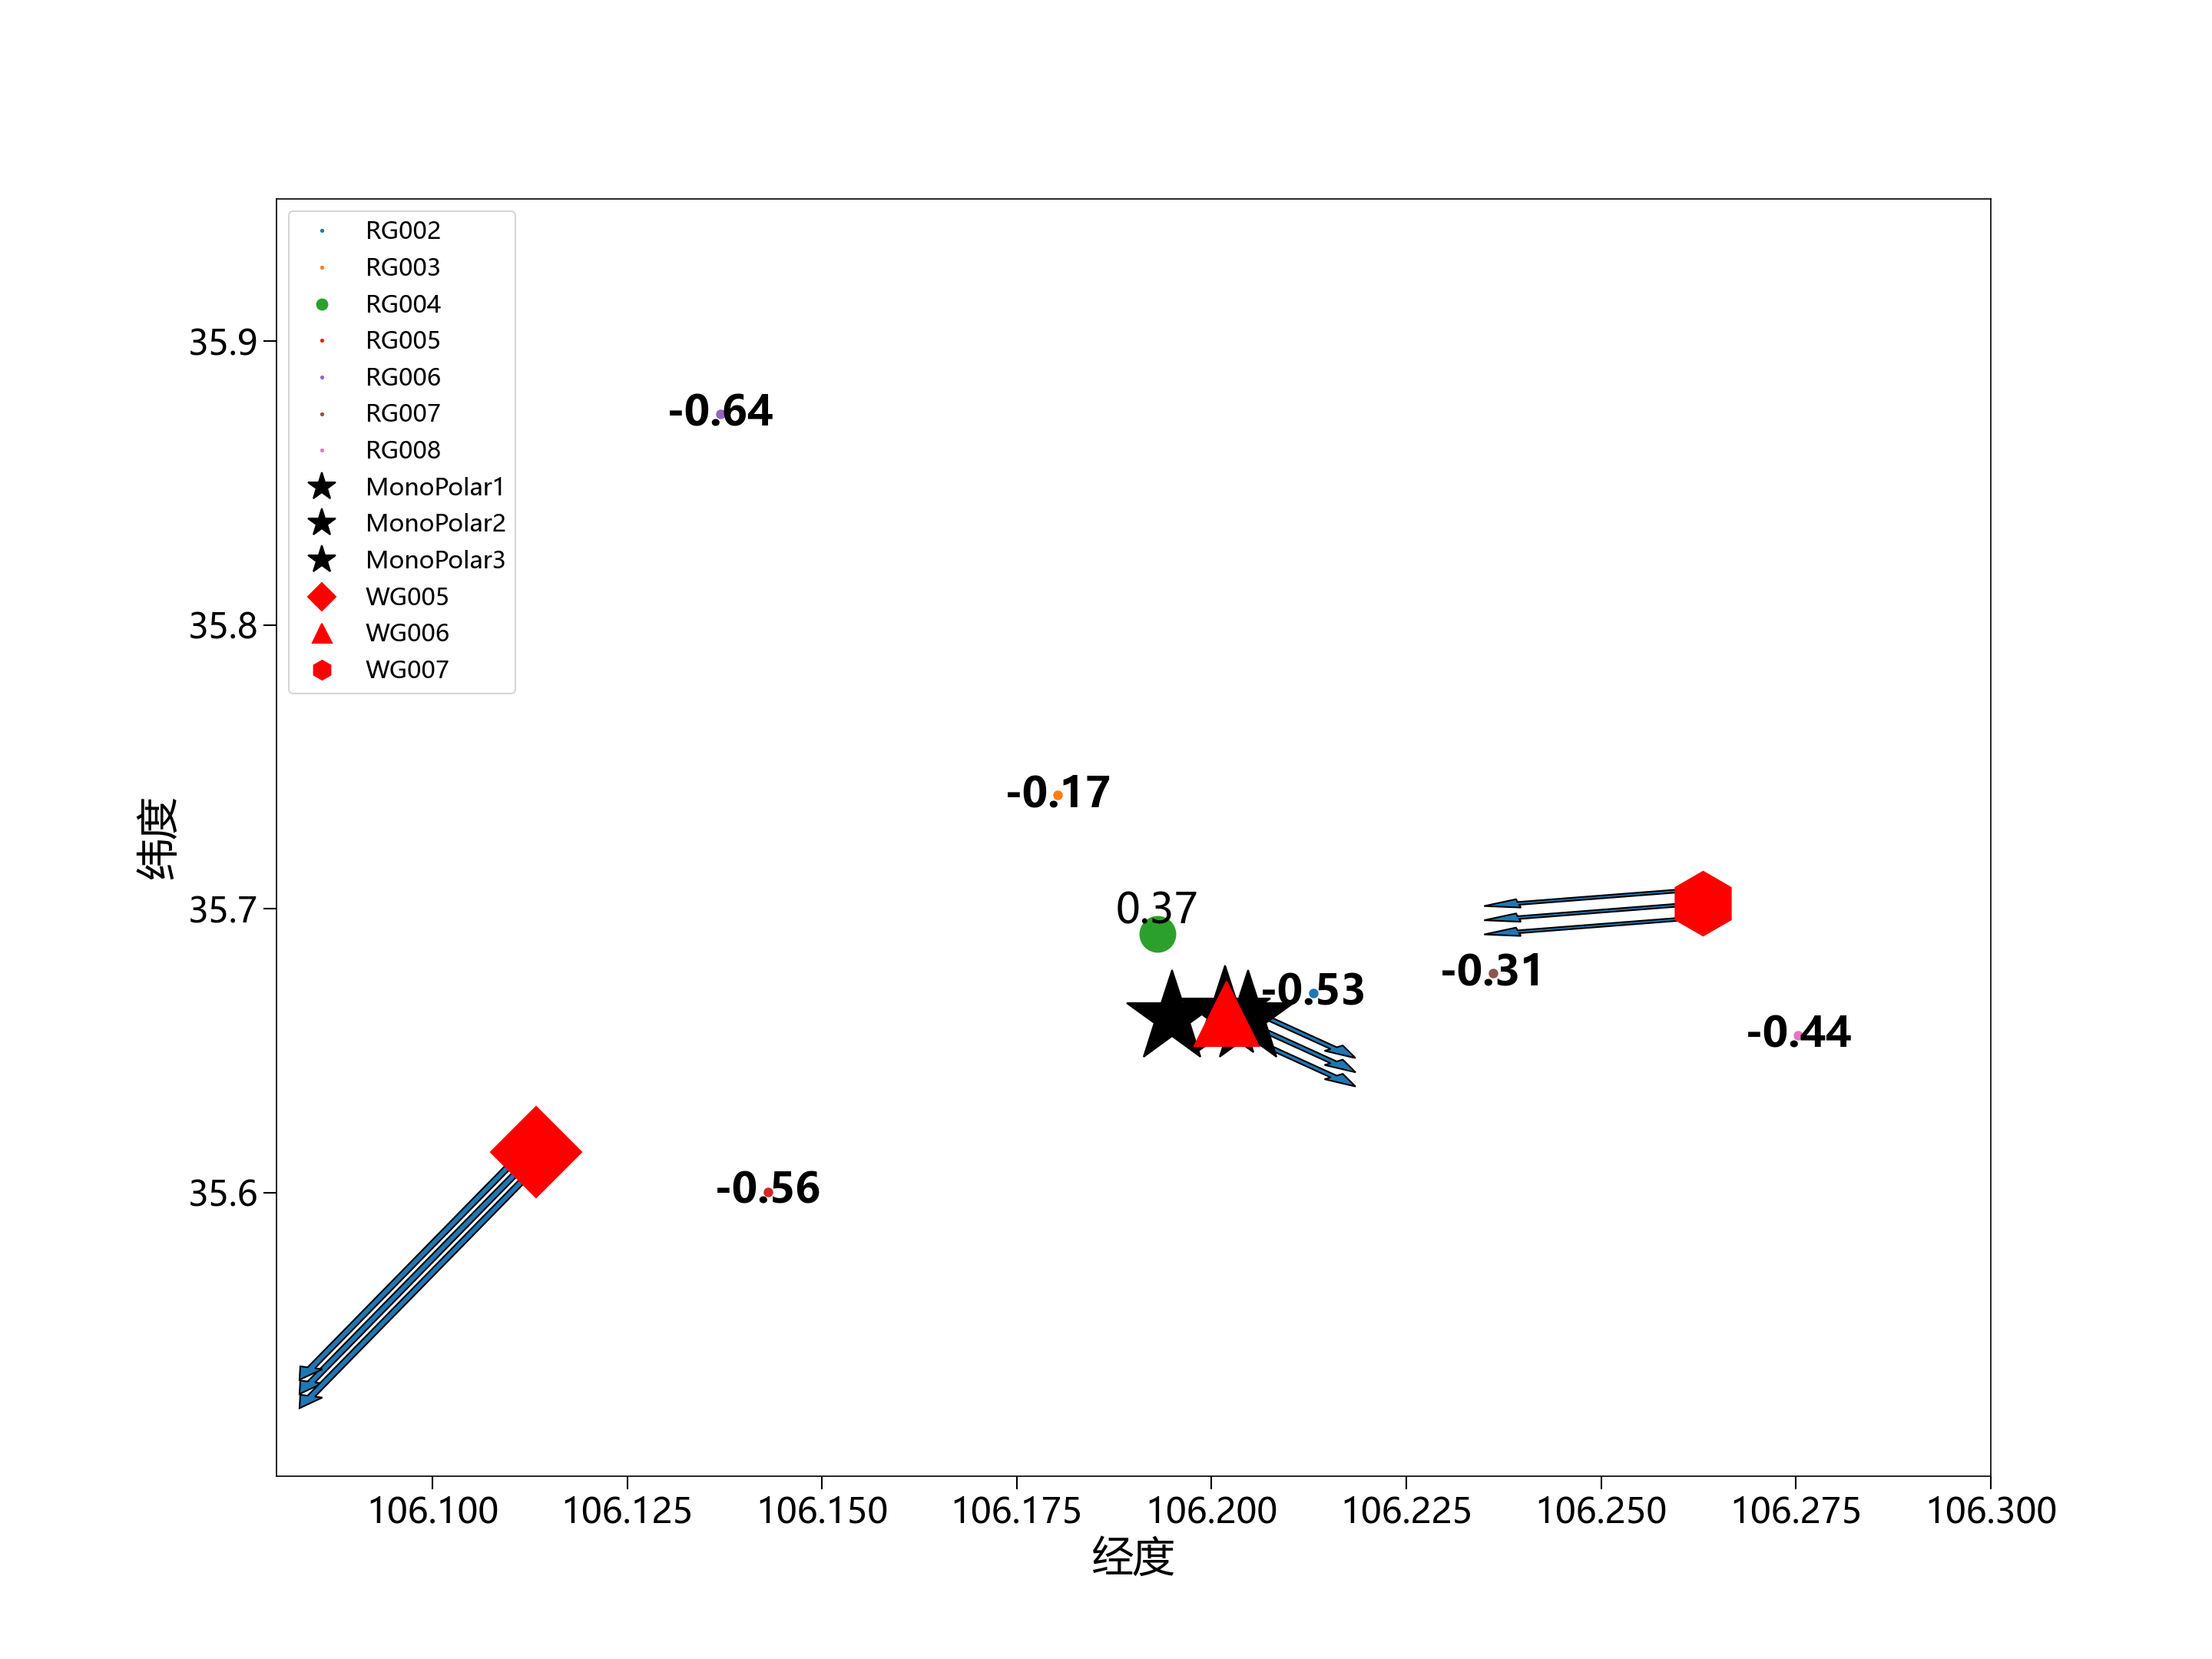 RG002
RG003
RG004
RG005
RG006
RG007
RG008
MonoPolar1
MonoPolar2
MonoPolar3
WG005
WG006
WG007
35.9
35.8
35.7
35.6
纬度
-0.64
-0.17
0.37
-0.53
-0.31
-0.44
-0.56
106.100
106.125
106.150
106.175
106.200
106.225
106.250
106.275
106.300
经度